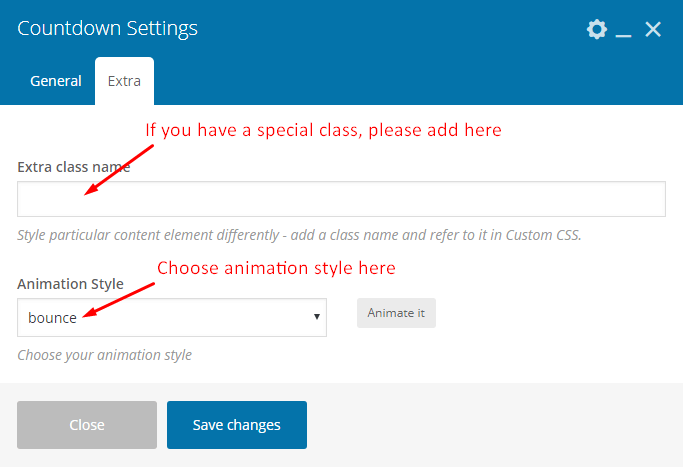 Countdown Settings
General
Extra
If you have a special class, please add here
Extra class name
Style particular content element differently - add a class name and refer to it in Custom CSS.
Choose animation style here
Animation Style
bounce
Animate it
Choose your animation style
Close
Save changes